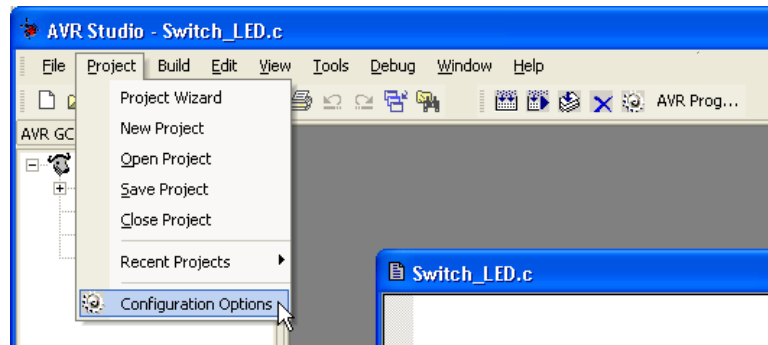 AVR Studio - Switch_LED.c
File Project Build Edit View Tools Debug Window Help
AVR Prog...
AVR GC
Project Wizard
New Project
Open Project
Save Project
Close Project
Recent Projects
Configuration Options
Switch_LED.c